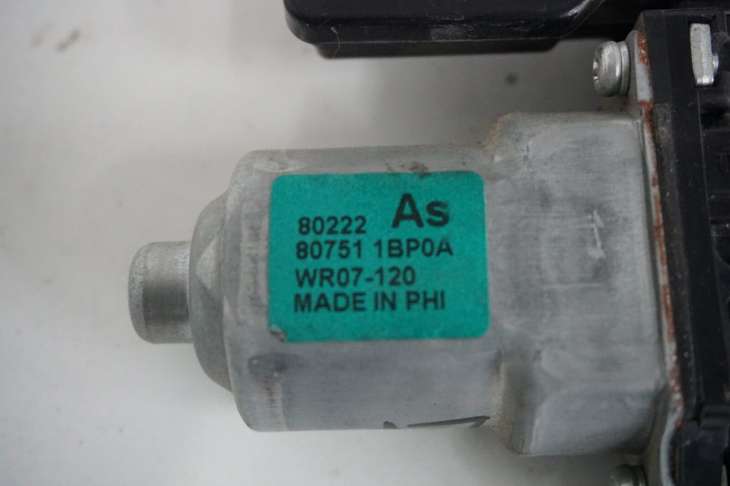 80222 As
80751 1BP0A
WR07-120
MADE IN PHI